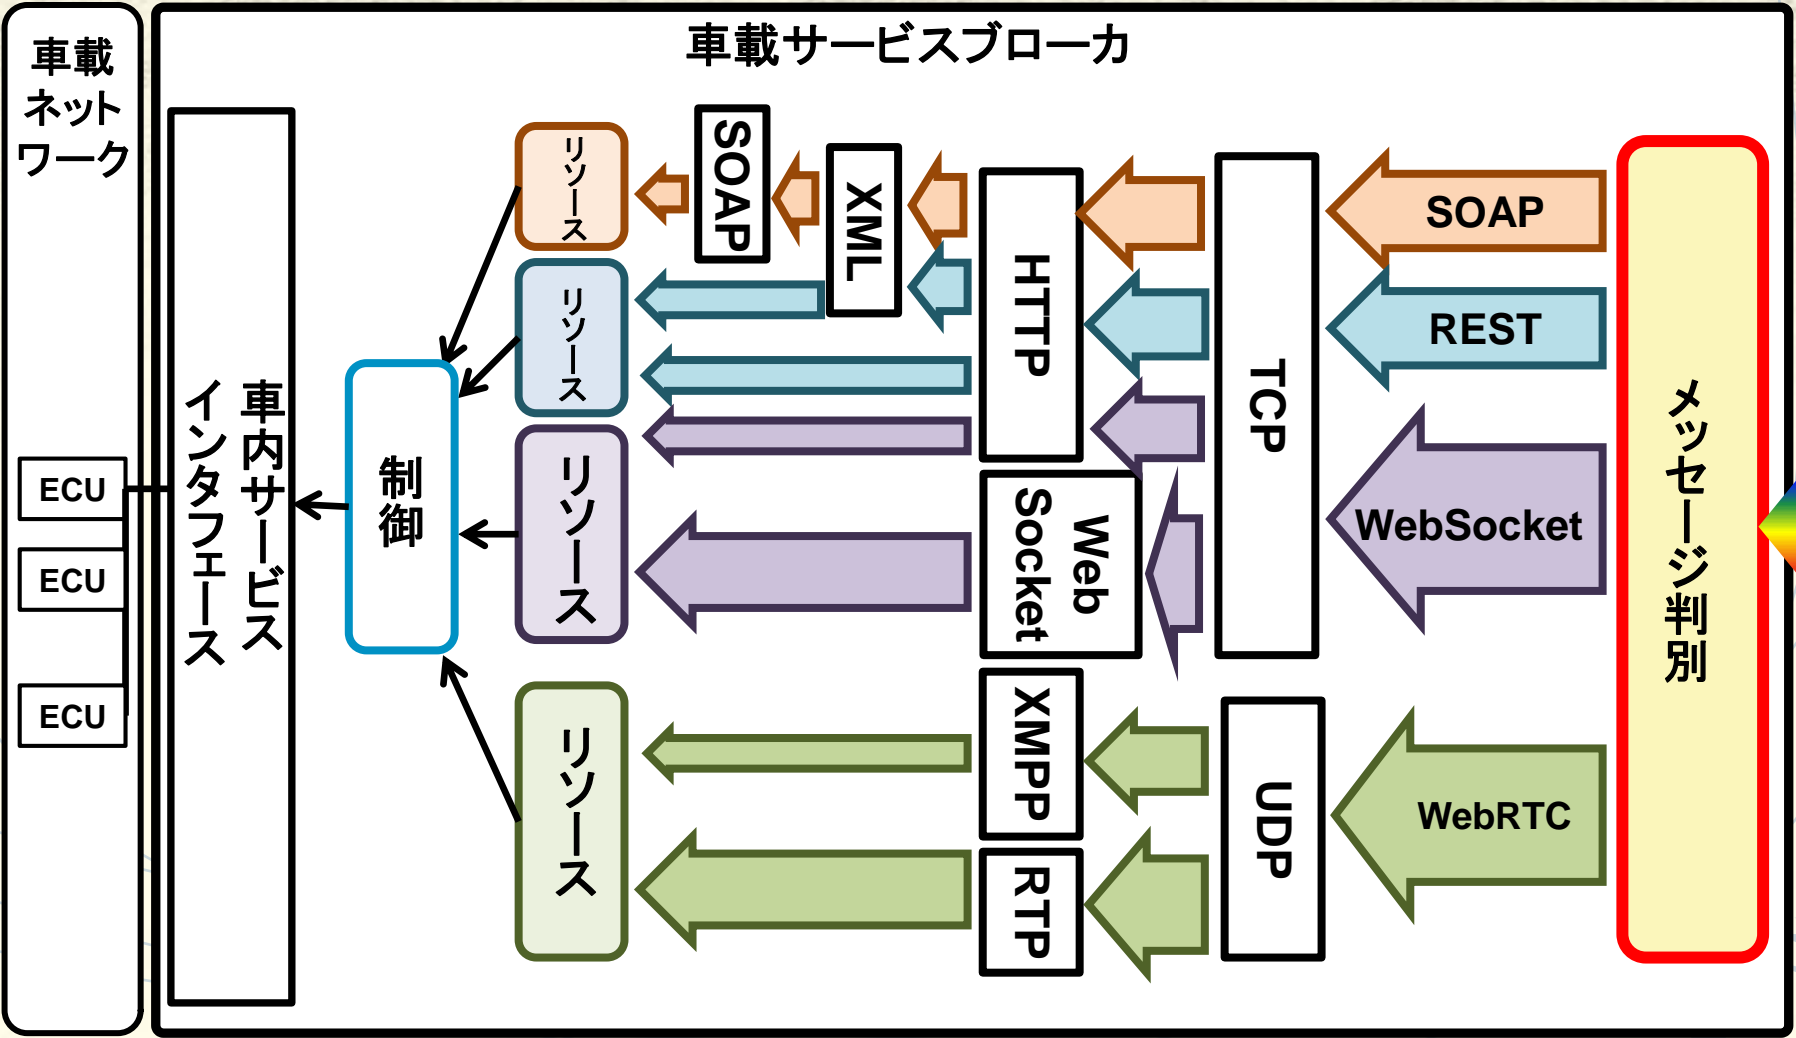 車載
ネット
ワーク
車載サービスブローカ
ECU
ECU
ECU
車内サービス
インタフェース
制御
リソース
リソース
リソース
リソース
SOAP
XML
HTTP
Web
Socket
XMPP
RTP
TCP
UDP
SOAP
REST
WebSocket
WebRTC
メッセージ判別